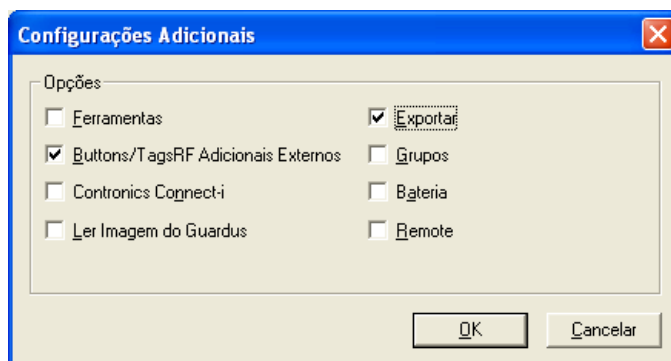 Configurações Adicionais
Opções
Ferramentas
Exportar
Buttons/TagsRF Adicionais Externos
Grupos
Contronics Connect-i
Bateria
Ler Imagem do Guardus
Remote
OK
Cancelar